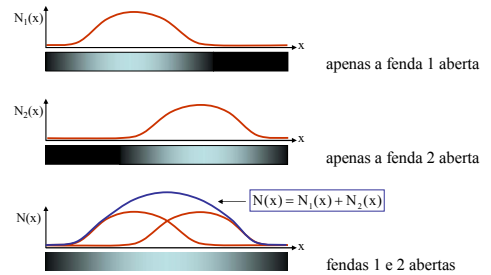 N₁(x)
x
apenas a fenda 1 aberta
N₂(x)
x
apenas a fenda 2 aberta
N(x) = N₁(x) + N₂(x)
N(x)
x
fendas 1 e 2 abertas